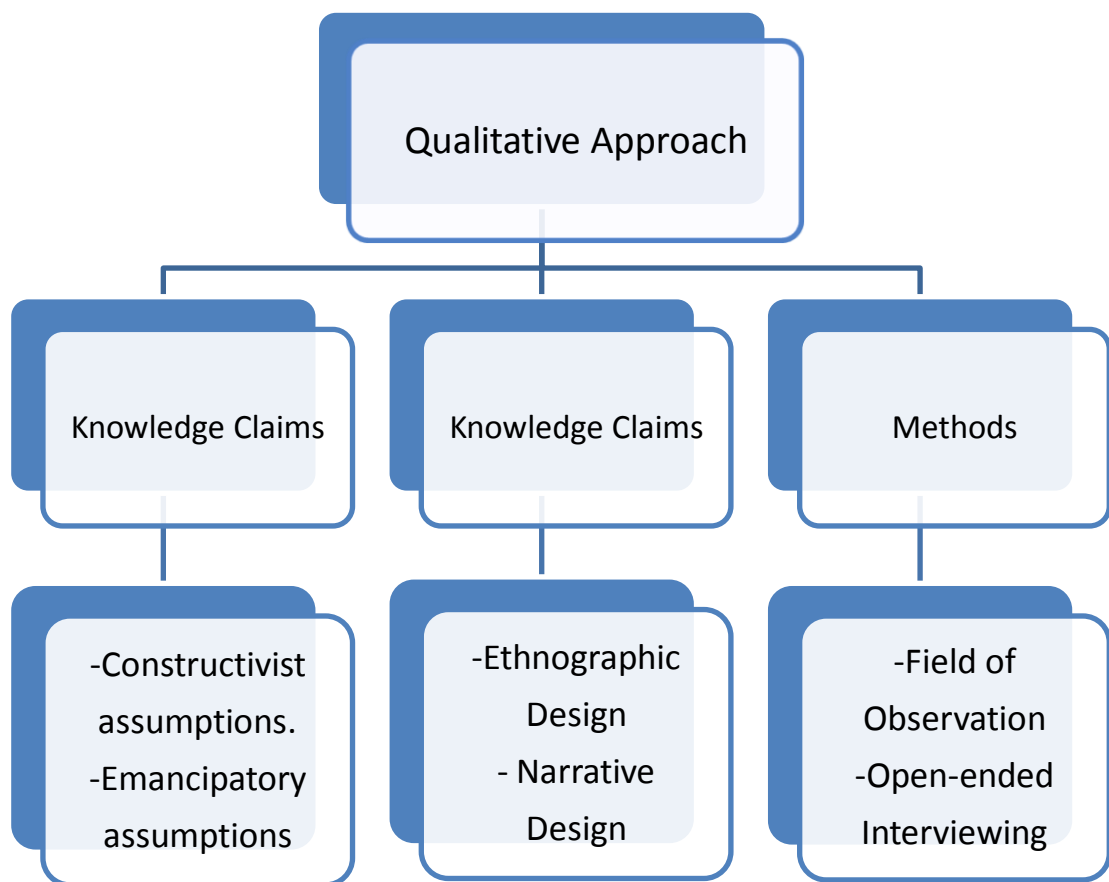 Qualitative Approach
Knowledge Claims
Knowledge Claims
Methods
-Constructivist
assumptions.
-Emancipatory
assumptions
-Ethnographic
Design
- Narrative
Design
-Field of
Observation
-Open-ended
Interviewing